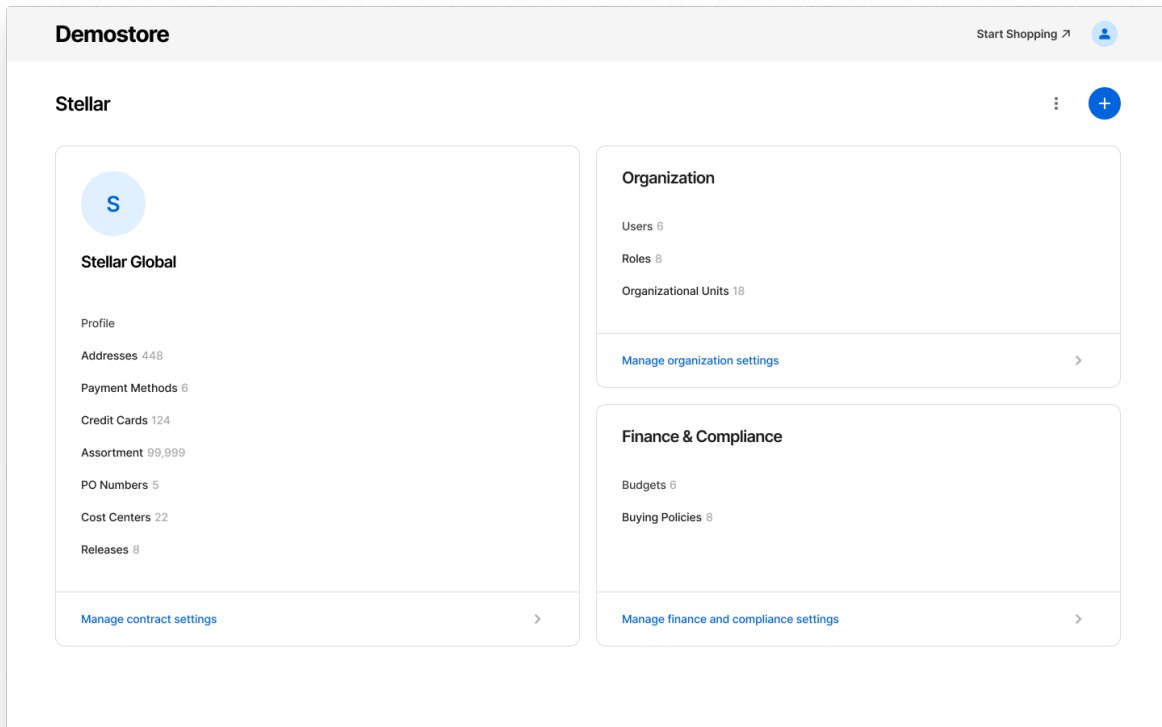 Demostore
Start Shopping
Stellar
S
Stellar Global
Profile
Addresses 448
Payment Methods 6
Credit Cards 124
Assortment 99,999
PO Numbers 5
Cost Centers 22
Releases 8
Manage contract settings
Organization
Users 6
Roles 8
Organizational Units 18
Manage organization settings
Finance & Compliance
Budgets 6
Buying Policies 8
Manage finance and compliance settings